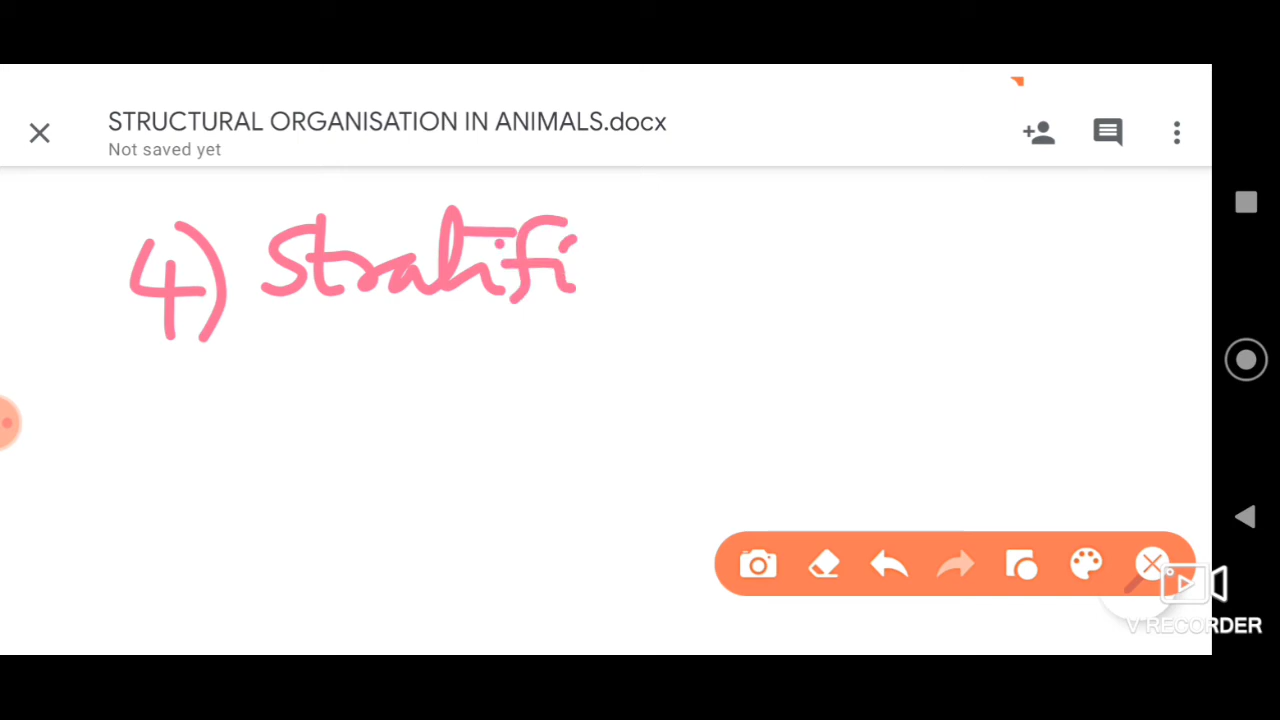 STRUCTURAL ORGANISATION IN ANIMALS.docx
Not saved yet
4) Stratifi
V RECORDER